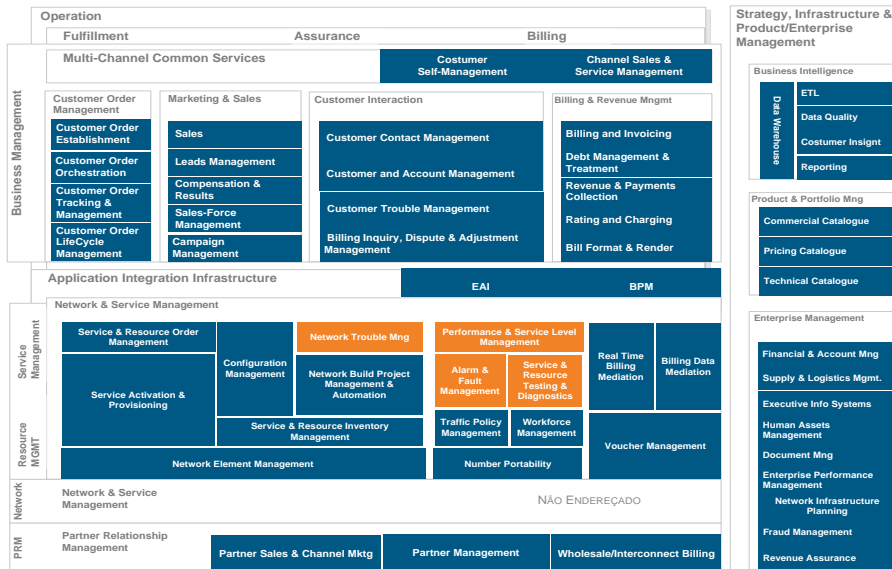 Operation
Fulfillment
Assurance
Billing
Multi-Channel Common Services
Costumer
Self-Management
Channel Sales &
Service Management
Business Management
Customer Order
Management
Customer Order
Establishment
Customer Order
Orchestration
Customer Order
Tracking &
Management
Customer Order
LifeCycle
Management
Marketing & Sales
Sales
Leads Management
Compensation &
Results
Sales-Force
Management
Campaign
Management
Customer Interaction
Customer Contact Management
Customer and Account Management
Customer Trouble Management
Billing Inquiry, Dispute & Adjustment
Management
Billing & Revenue Mngmt
Billing and Invoicing
Debt Management &
Treatment
Revenue & Payments
Collection
Rating and Charging
Bill Format & Render
Application Integration Infrastructure
EAI
BPM
Network & Service Management
Service
Management
Resource
MGMT
Service & Resource Order
Management
Configuration
Management
Network Trouble Mng
Network Build Project
Management &
Automation
Service Activation &
Provisioning
Service & Resource Inventory
Management
Network Element Management
Performance & Service Level
Management
Alarm &
Fault
Management
Service &
Resource
Testing &
Diagnostics
Traffic Policy
Management
Workforce
Management
Number Portability
Real Time
Billing
Mediation
Billing Data
Mediation
Voucher Management
Network
Network & Service
Management
NÃO ENDEREÇADO
PRM
Partner Relationship
Management
Partner Sales & Channel Mktg
Partner Management
Wholesale/Interconnect Billing
Strategy, Infrastructure &
Product/Enterprise
Management
Business Intelligence
Data Warehouse
ETL
Data Quality
Costumer Insignt
Reporting
Product & Portfolio Mng
Commercial Catalogue
Pricing Catalogue
Technical Catalogue
Enterprise Management
Financial & Account Mng
Supply & Logistics Mgmt.
Executive Info Systems
Human Assets
Management
Document Mng
Enterprise Performance
Management
Network Infrastructure
Planning
Fraud Management
Revenue Assurance